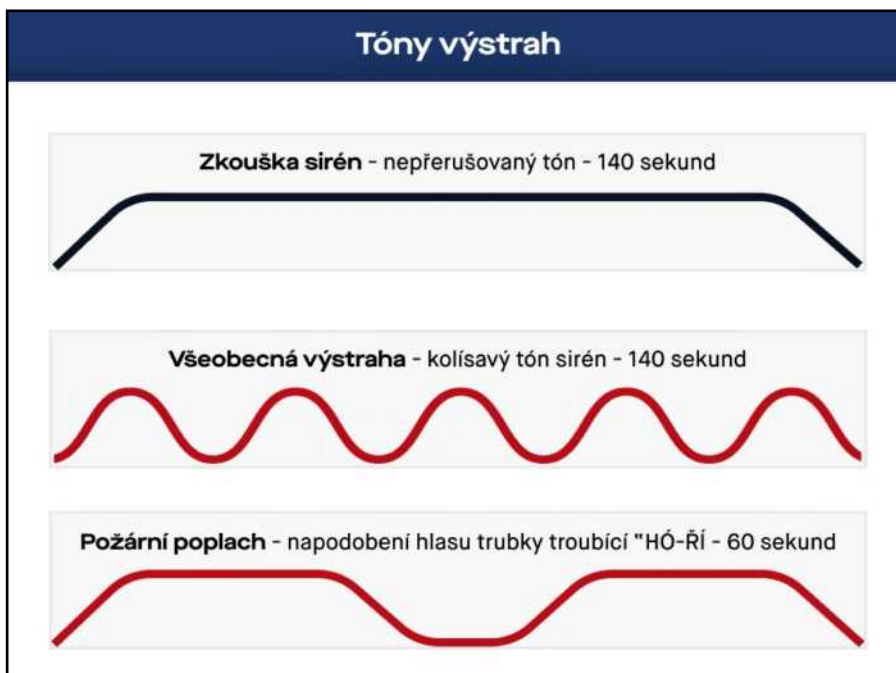 Tóny výstrah
Zkouška sirén - nepřerušovaný tón - 140 sekund
Všeobecná výstraha - kolísavý tón sirén - 140 sekund
Požární poplach - napodobení hlasu trubky troubící "HÓ-ŘÍ - 60 sekund